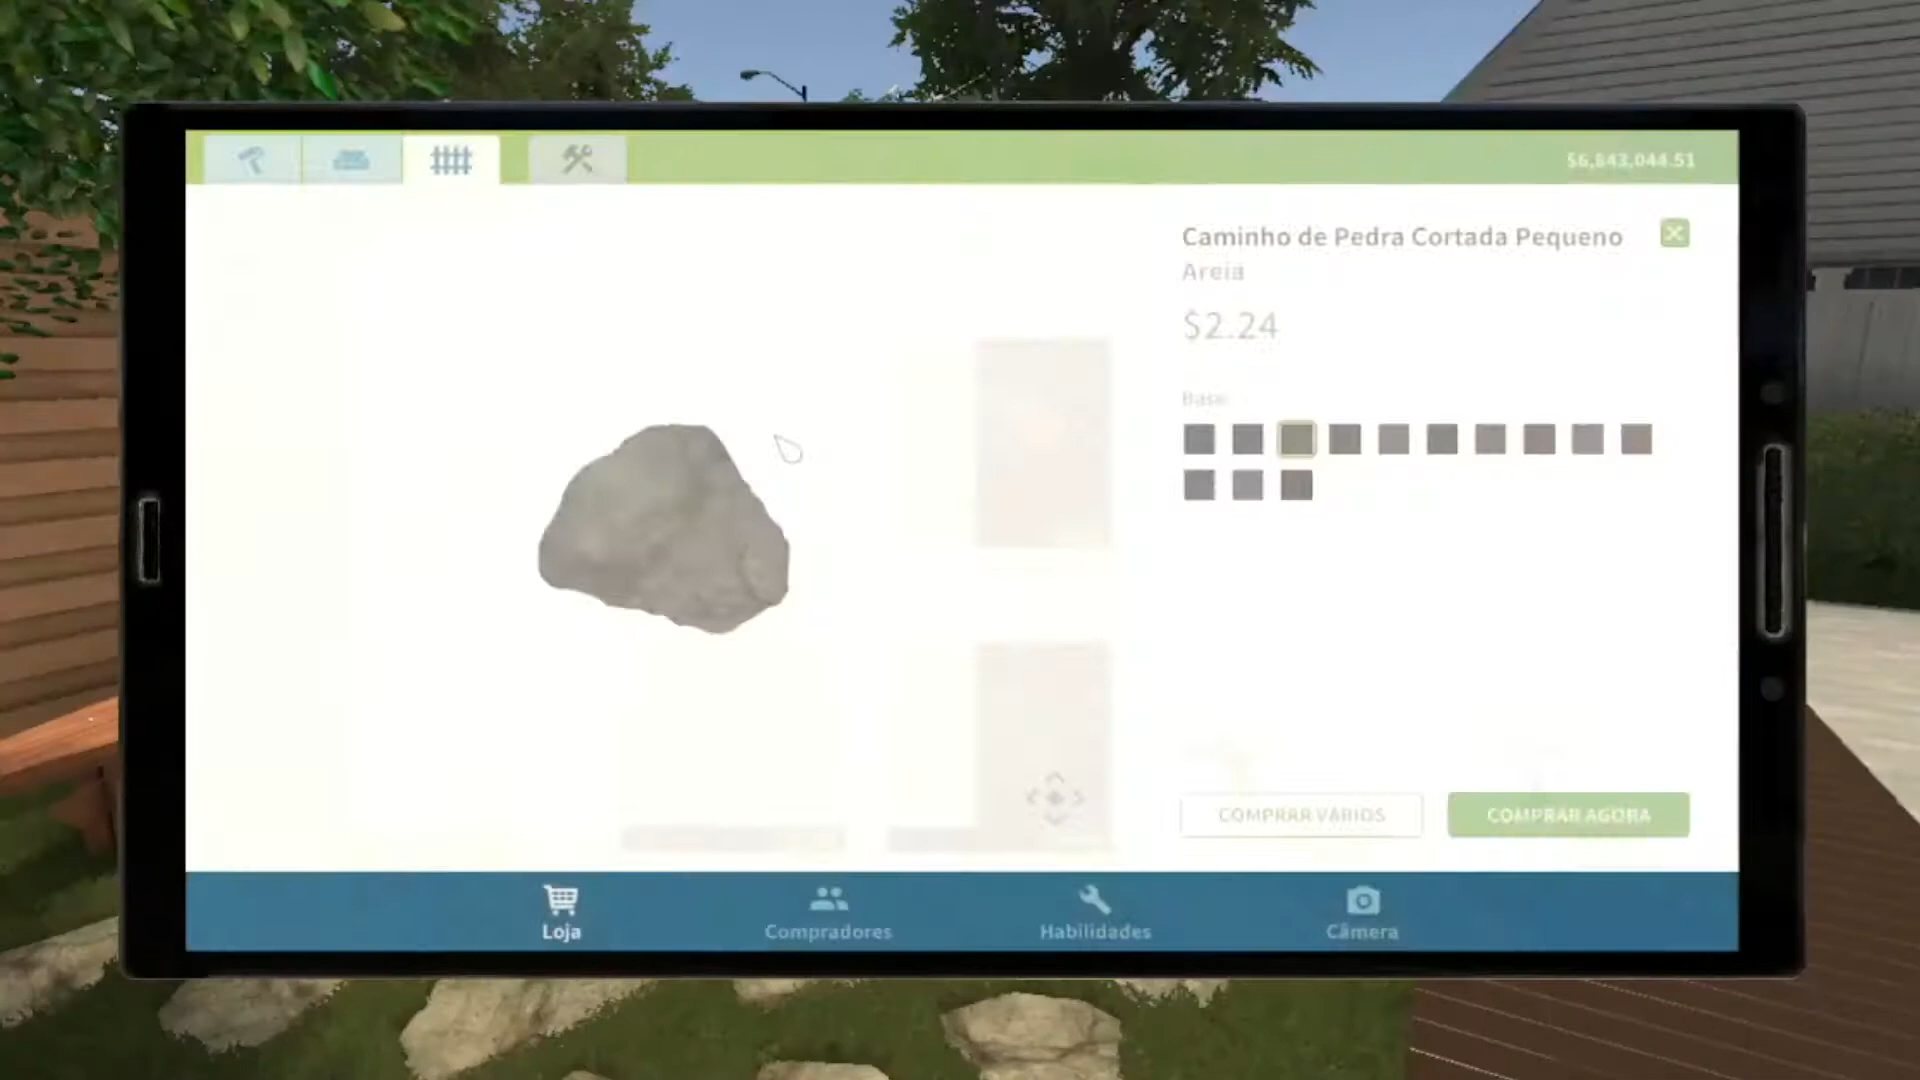 $6,843,044.51
Caminho de Pedra Cortada Pequeno
Areia
$2.24
Base
COMPRAR VÁRIOS
COMPRAR AGORA
Loja
Compradores
Habilidades
Câmera